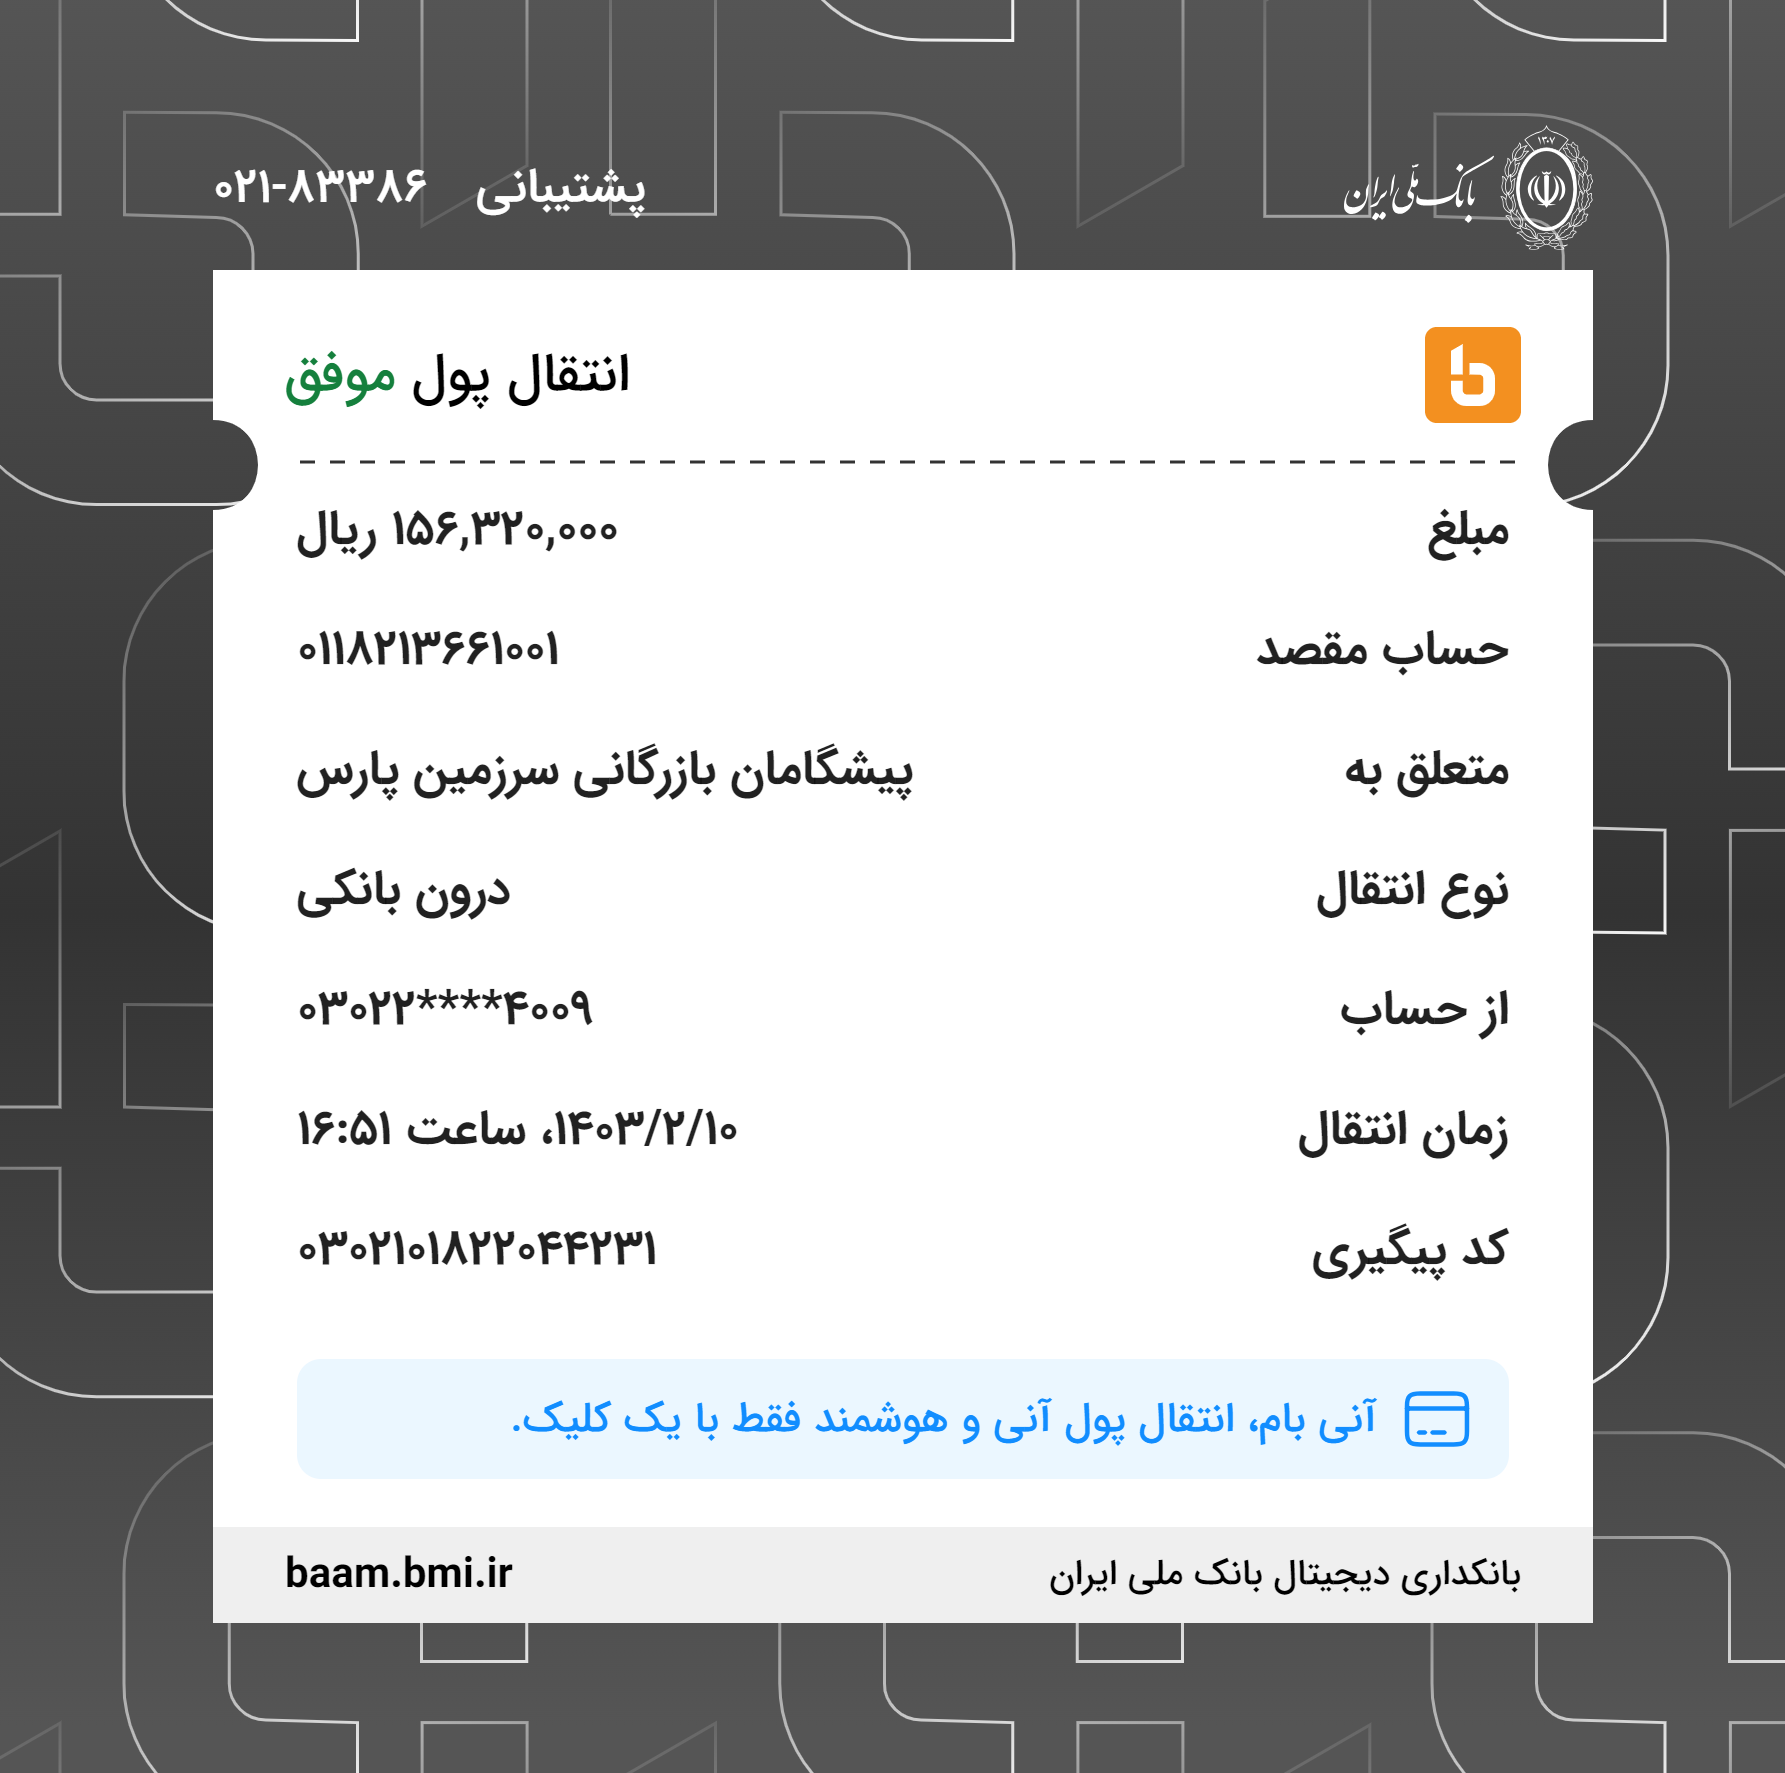 ۱۳۰۷
بانک ملی ایران
پشتیبانی ۰۲۱-۸۳۳۸۶
انتقال پول موفق
مبلغ ۱۵۶,۳۲۰,۰۰۰ ریال
حساب مقصد ۰۱۱۸۲۱۳۶۶۱۰۰۱
متعلق به پیشگامان بازرگانی سرزمین پارس
نوع انتقال درون بانکی
از حساب ۰۳۰۲۲****۴۰۰۹
زمان انتقال ۱۴۰۳/۲/۱۰، ساعت ۱۶:۵۱
کد پیگیری ۰۳۰۲۱۰۱۸۲۲۰۴۴۲۳۱
آنی بام، انتقال پول آنی و هوشمند فقط با یک کلیک.
بانکداری دیجیتال بانک ملی ایران baam.bmi.ir